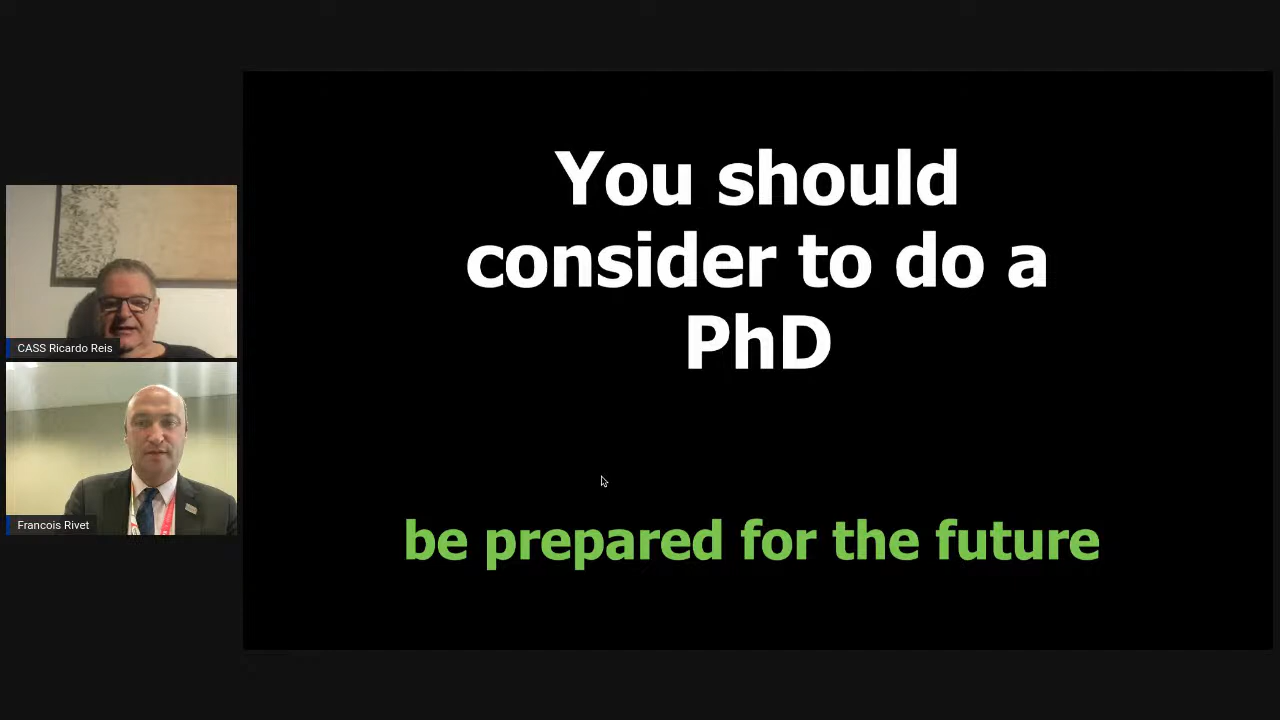 You should
consider to do a
PhD
be prepared for the future
CASS Ricardo Reis
Francois Rivet